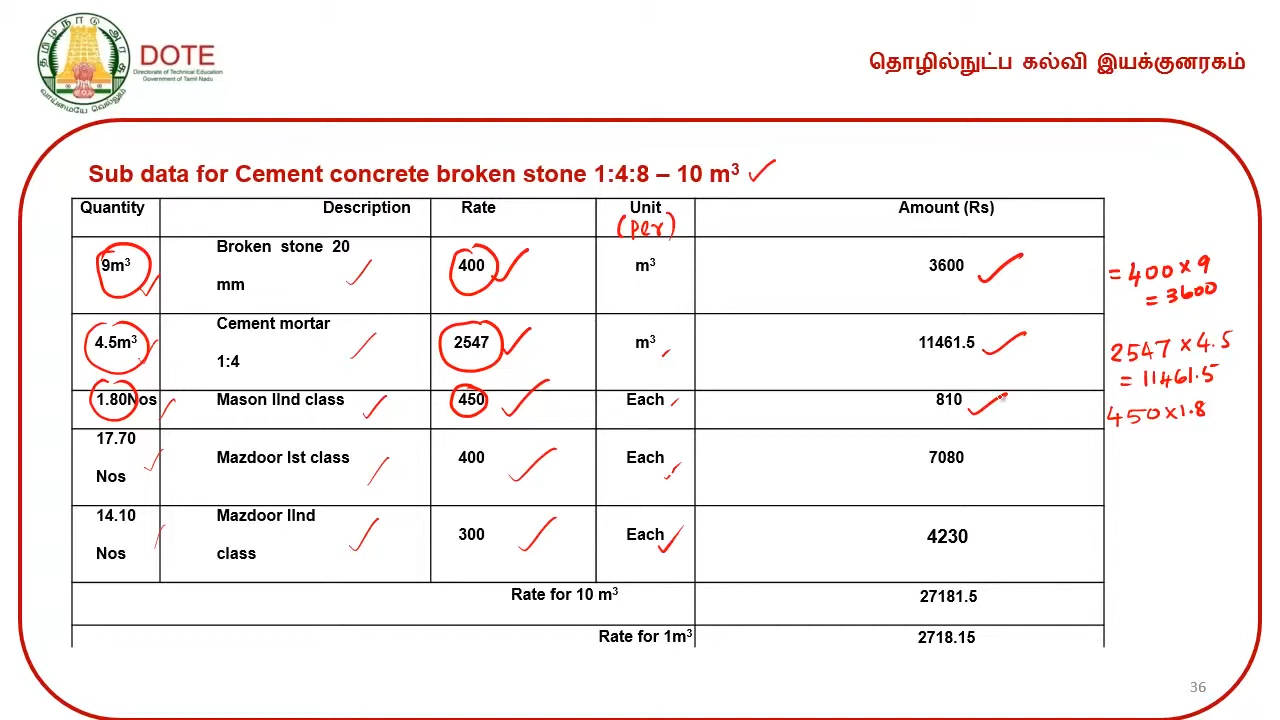 தமிழ்நாடு அரசு
வாய்மையே வெல்லும்
DOTE
Directorate of Technical Education
Government of Tamil Nadu
தொழில்நுட்ப கல்வி இயக்குனரகம்
Sub data for Cement concrete broken stone 1:4:8 – 10 m³
Quantity Description Rate Unit Amount (Rs)
(per)
9m³ Broken stone 20 mm 400 m³ 3600
= 400 × 9
= 3600
4.5m³ Cement mortar 1:4 2547 m³ 11461.5
2547 × 4.5
= 11461.5
1.80Nos Mason IInd class 450 Each 810
450 × 1.8
17.70 Nos Mazdoor Ist class 400 Each 7080
14.10 Nos Mazdoor IInd class 300 Each 4230
Rate for 10 m³ 27181.5
Rate for 1m³ 2718.15
36